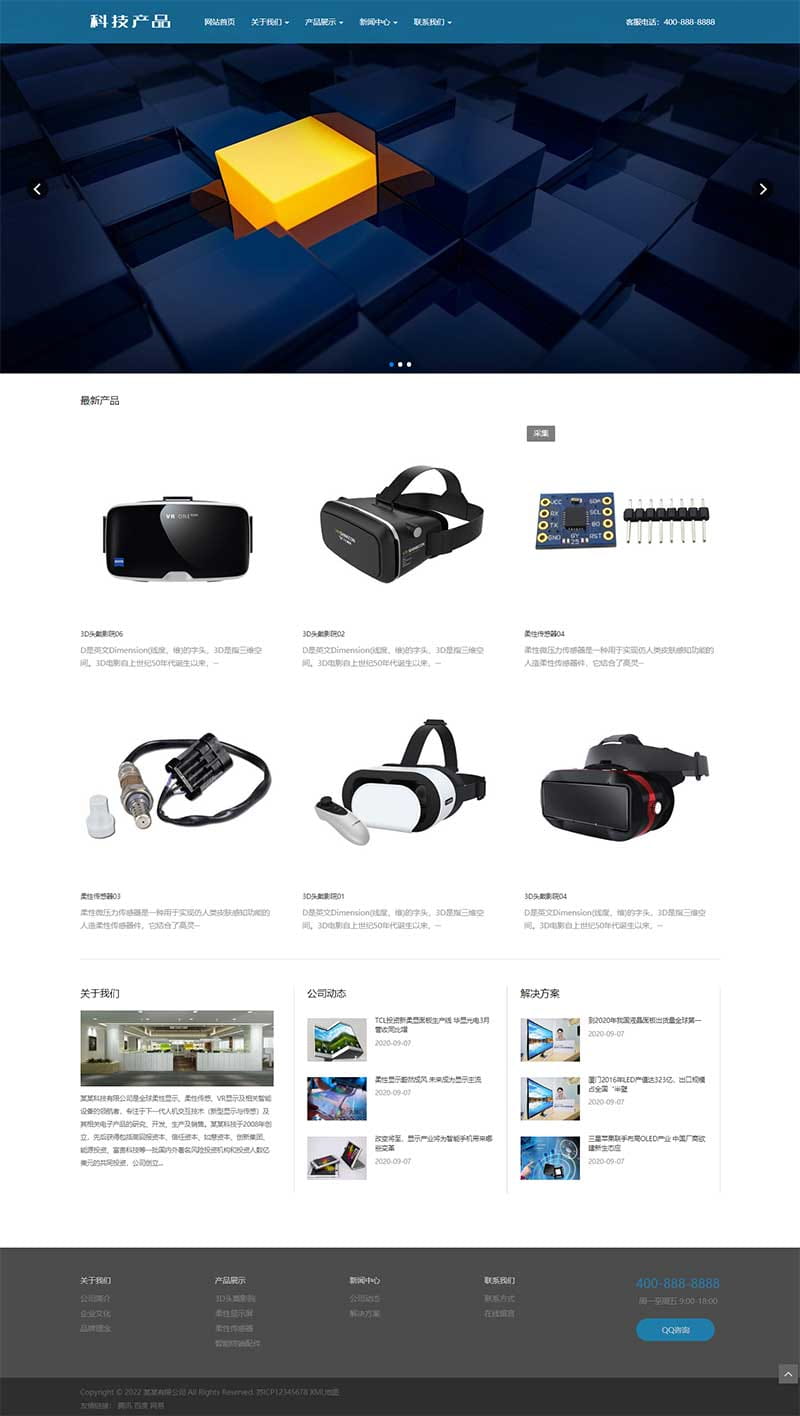 科技产品
网站首页 关于我们 产品展示 新闻中心 联系我们
客服电话：400-888-8888
最新产品
采集
VR ONE
VCC
RX
TX
GND
SDA
SCL
BO
RST
GY
25
3D头戴影院06
D是英文Dimension(线度、维)的字头，3D是指三维空
间。3D电影自上世纪50年代诞生以来，···
3D头戴影院02
D是英文Dimension(线度、维)的字头，3D是指三维空
间。3D电影自上世纪50年代诞生以来，···
柔性传感器04
柔性微压力传感器是一种用于实现仿人类皮肤感知功能的
人造柔性传感器件，它结合了高灵···
柔性传感器03
柔性微压力传感器是一种用于实现仿人类皮肤感知功能的
人造柔性传感器件，它结合了高灵···
3D头戴影院01
D是英文Dimension(线度、维)的字头，3D是指三维空
间。3D电影自上世纪50年代诞生以来，···
3D头戴影院04
D是英文Dimension(线度、维)的字头，3D是指三维空
间。3D电影自上世纪50年代诞生以来，···
关于我们
某某科技有限公司是全球柔性显示、柔性传感、VR显示及相关智能
设备的领航者，专注于下一代人机交互技术（新型显示与传感）及
其相关电子产品的研究、开发、生产及销售。某某科技于2008年创
立，先后获得包括高回报资本、信任资本、如意资本、创新集团、
能源投资、富贵科技等一批国内外著名风险投资机构和投资人数亿
美元的共同投资，公司创立...
公司动态
TCL投资新柔显面板生产线 华显光电3月
营收同比增
2020-09-07
柔性显示蔚然成风 未来成为显示主流
2020-09-07
改变将至，显示产业将为智能手机带来哪
些变革
2020-09-07
解决方案
到2020年我国液晶面板出货量全球第一
2020-09-07
厦门2016年LED产值达323亿、出口规模
占全国“半壁
2020-09-07
三星苹果联手布局OLED产业 中国厂商欲
建新生态应
2020-09-07
关于我们
公司简介
企业文化
品牌理念
产品展示
3D头戴影院
柔性显示屏
柔性传感器
智能终端配件
新闻中心
公司动态
解决方案
联系我们
联系方式
在线留言
400-888-8888
周一至周五 9:00-18:00
QQ咨询
Copyright © 2022 某某有限公司 All Rights Reserved. 苏ICP12345678 XML地图
友情链接： 腾讯 百度 网易